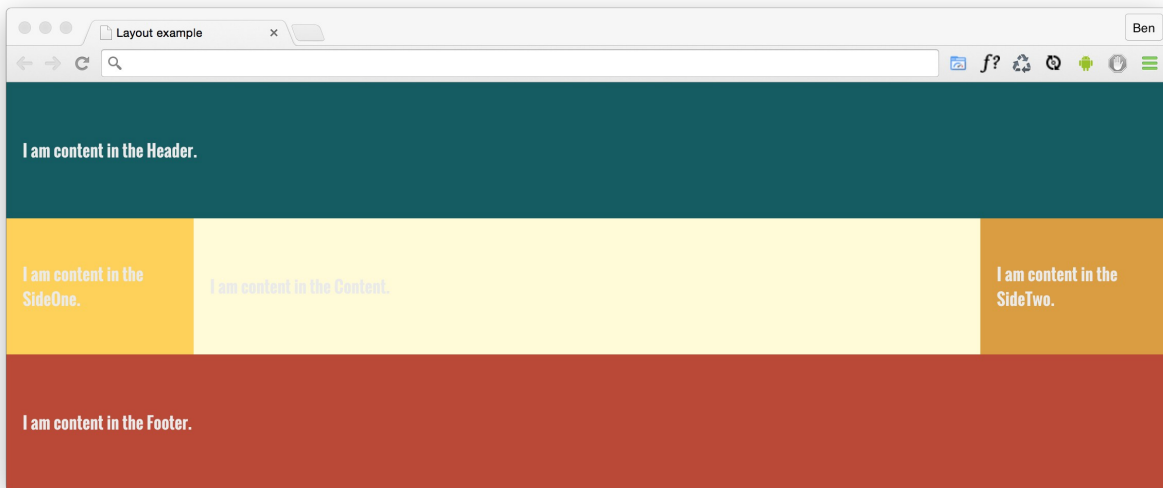 Layout example
Ben
f?
I am content in the Header.
I am content in the
SideOne.
I am content in the Content.
I am content in the
SideTwo.
I am content in the Footer.